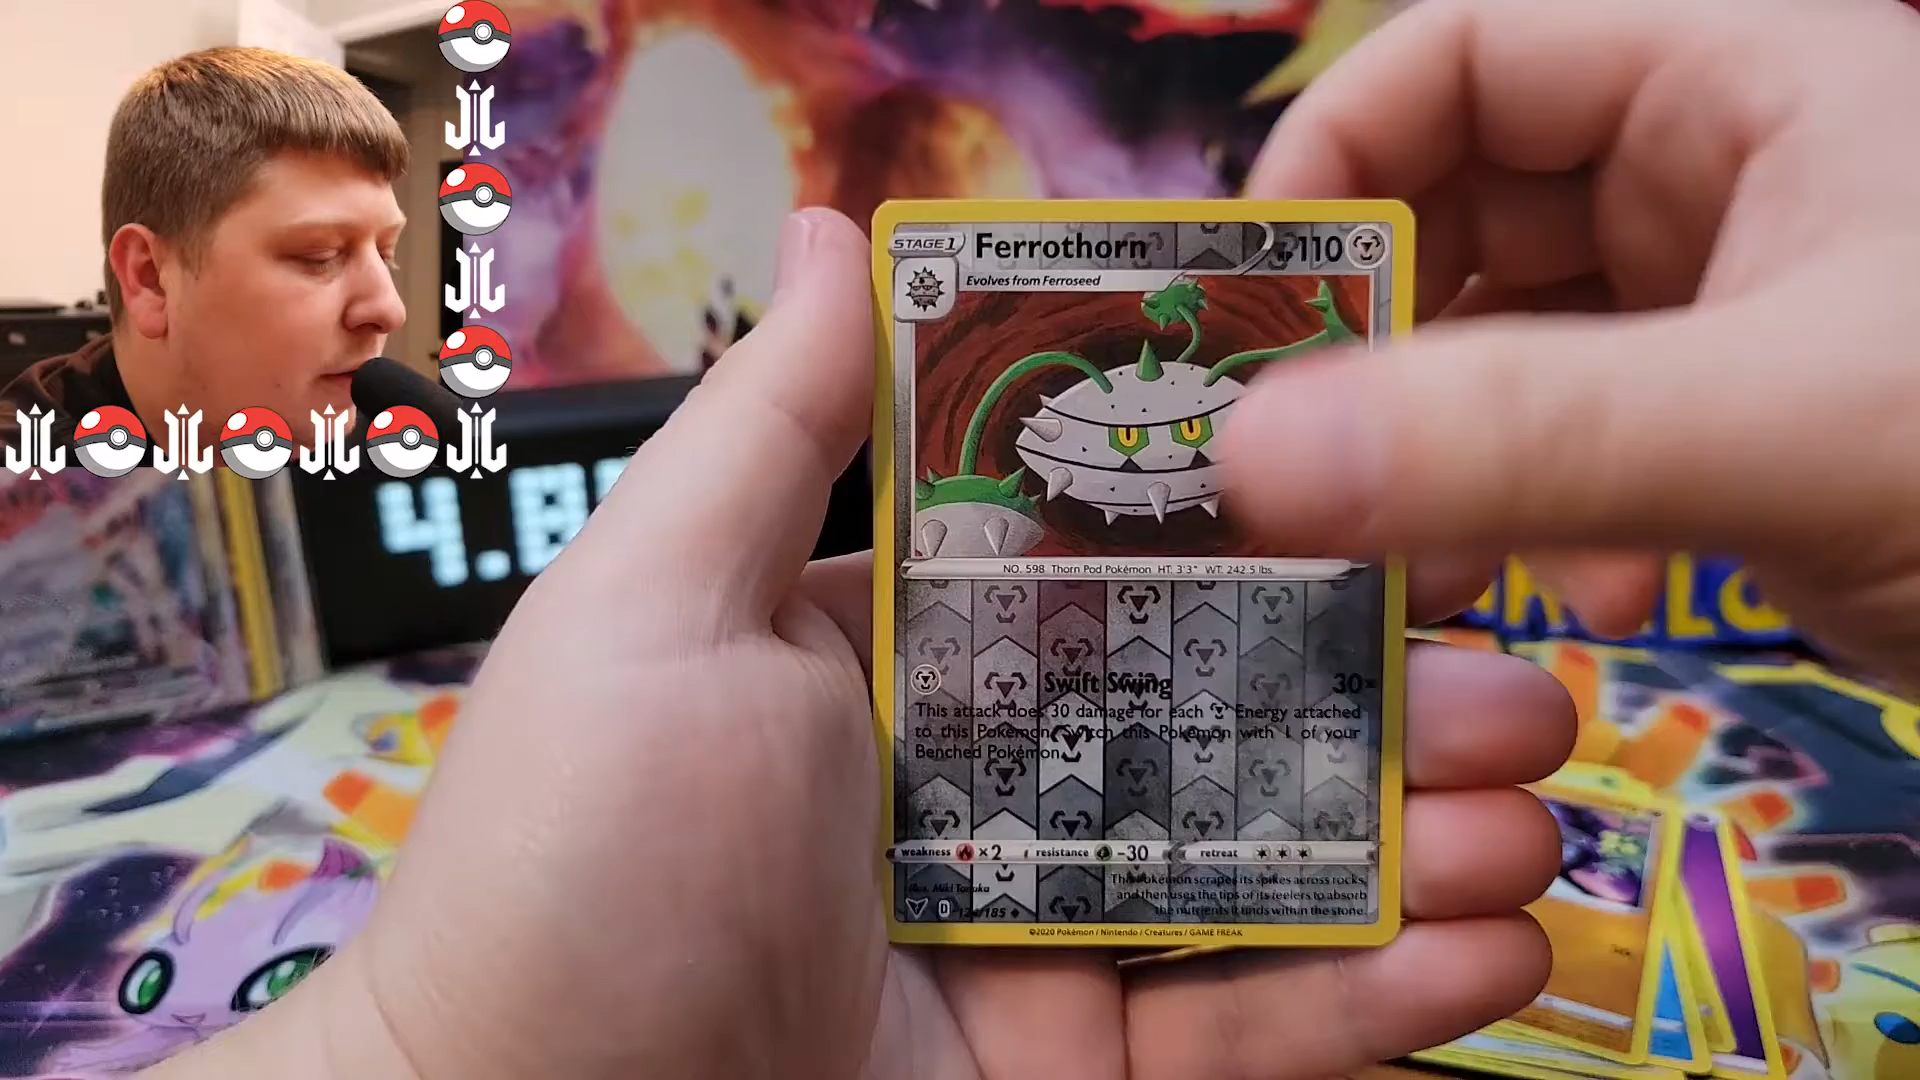 STAGE 1 Ferrothorn HP 110
Evolves from Ferroseed
4.8
NO. 598 Thorn Pod Pokémon HT: 3'3" WT: 242.5 lbs.
Swift Swing 30×
This attack does 30 damage for each Energy attached
to this Pokémon. Switch this Pokémon with 1 of your
Benched Pokémon.
weakness ×2 resistance -30 retreat
Illus. Miki Tanaka
This Pokémon scrapes its spikes across rocks,
and then uses the tips of its feelers to absorb
the nutrients it finds within the stone.
D /185
©2020 Pokémon / Nintendo / Creatures / GAME FREAK